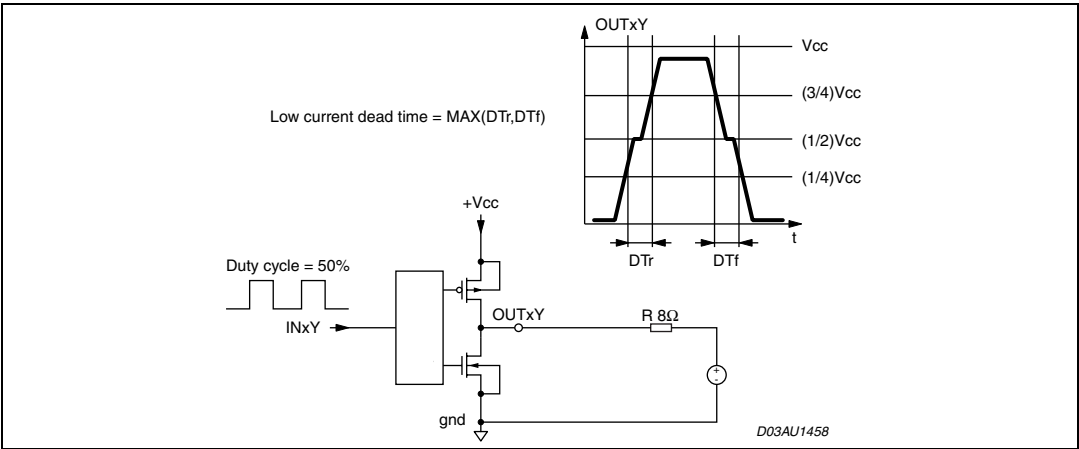 OUTxY
Vcc
(3/4)Vcc
Low current dead time = MAX(DTr,DTf)
(1/2)Vcc
(1/4)Vcc
+Vcc
t
DTr
DTf
Duty cycle = 50%
OUTxY
R 8Ω
INxY
+
-
gnd
D03AU1458